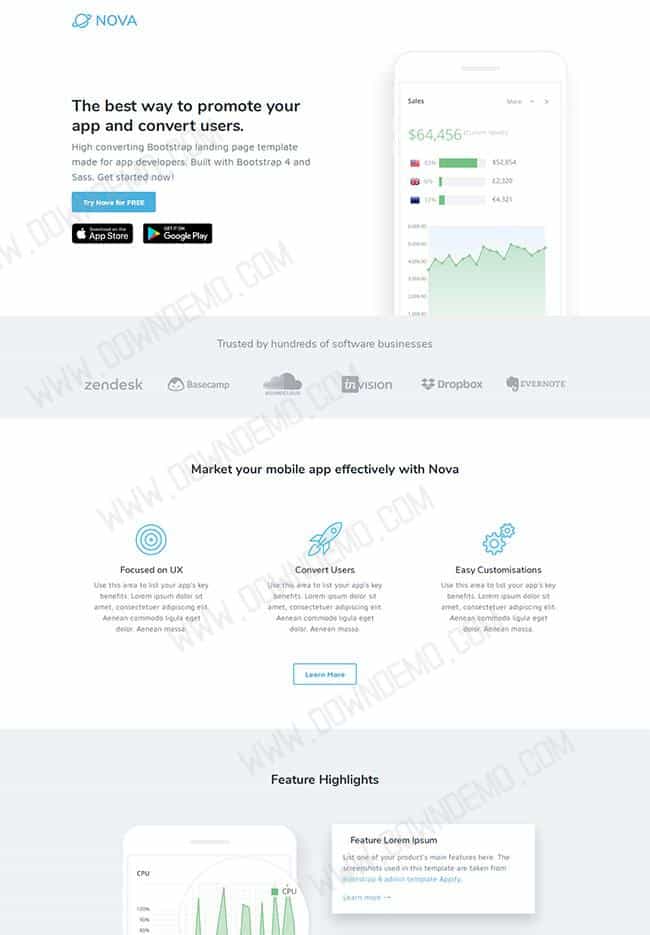 NOVA
The best way to promote your
app and convert users.
High converting Bootstrap landing page template
made for app developers. Built with Bootstrap 4 and
Sass. Get started now!
Try Nova for FREE
Download on the
App Store
GET IT ON
Google Play
Sales
More
$64,456
$52,854
£2,320
€4,321
Trusted by hundreds of software businesses
zendesk
Basecamp
SOUNDCLOUD
invision
Dropbox
EVERNOTE
Market your mobile app effectively with Nova
Focused on UX
Use this area to list your app's key
benefits. Lorem ipsum dolor sit
amet, consectetuer adipiscing elit.
Aenean commodo ligula eget
dolor. Aenean massa.
Convert Users
Use this area to list your app's key
benefits. Lorem ipsum dolor sit
amet, consectetuer adipiscing elit.
Aenean commodo ligula eget
dolor. Aenean massa.
Easy Customisations
Use this area to list your app's key
benefits. Lorem ipsum dolor sit
amet, consectetuer adipiscing elit.
Aenean commodo ligula eget
dolor. Aenean massa.
Learn More
Feature Highlights
CPU
CPU
120%
90%
60%
Feature Lorem Ipsum
List one of your product's main features here. The
screenshots used in this template are taken from
admin template Appify.
Learn more →
WWW.DOWNDEMO.COM